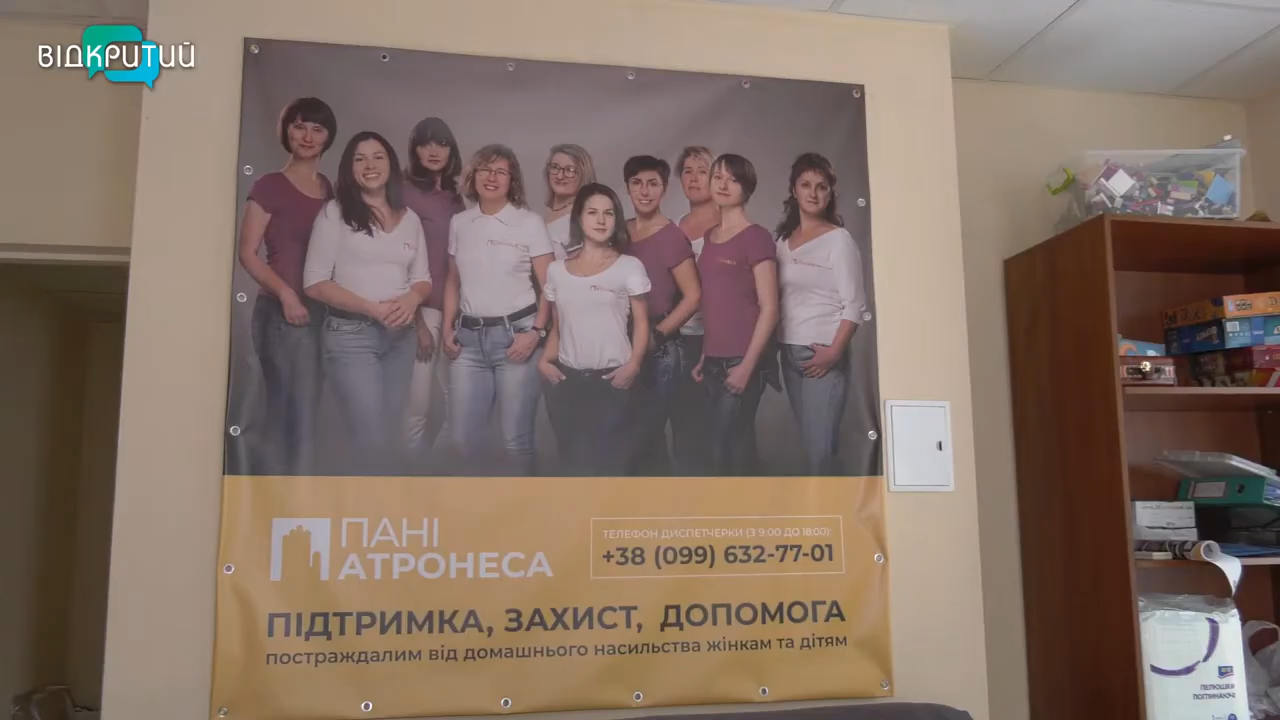 ВІДКРИТИЙ
ПАНІ
АТРОНЕСА
ТЕЛЕФОН ДИСПЕТЧЕРКИ (З 9:00 ДО 18:00):
+38 (099) 632-77-01
ПІДТРИМКА, ЗАХИСТ, ДОПОМОГА
постраждалим від домашнього насильства жінкам та дітям
ПЕЛЮШКИ
ПОГЛИНАЮЧІ